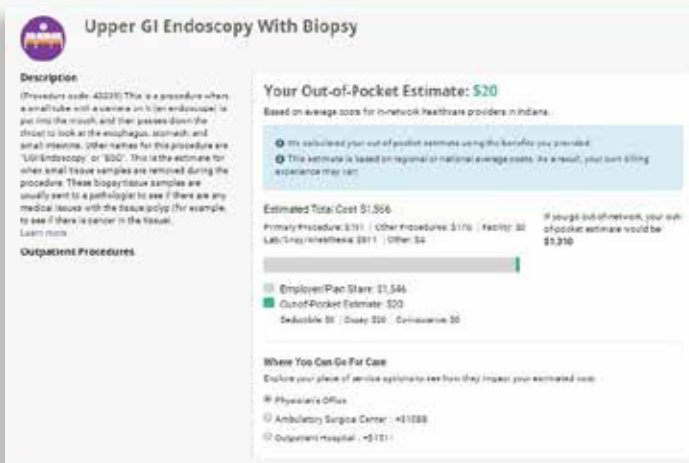 Upper GI Endoscopy With Biopsy
Description
(Procedure code: 43239) This is a procedure where
a small tube with a camera on it (an endoscope) is
put into the mouth and then passes down the
throat to look at the esophagus, stomach, and
small intestine. Other names for this procedure are
"UGI Endoscopy" or "EGD". This is the estimate for
when small tissue samples are removed during the
procedure. These biopsy tissue samples are
usually sent to a pathologist to see if there are any
medical issues with the tissue polyp (for example,
to see if there is cancer in the tissue).
Learn more
Outpatient Procedures
Your Out-of-Pocket Estimate: $20
Based on average costs for in-network healthcare providers in Indiana.
We calculated your out of pocket estimate using the benefits you provided.
This estimate is based on regional or national average costs. As a result, your own billing
experience may vary.
Estimated Total Cost $1,566
Primary Procedure: | Other Procedures: | Facility: $0
Lab/Xray/Anesthesia: | Other: $4
If you go out-of-network, your out-
of-pocket estimate would be
$1,310
Employer/Plan Share: $1,546
Out-of-Pocket Estimate: $20
Deductible: $0 | Copay: $20 | Coinsurance: $0
Where You Can Go For Care
Explore your place of service options to see how they impact your estimated cost.
Physician's Office
Ambulatory Surgical Center :
Outpatient Hospital :